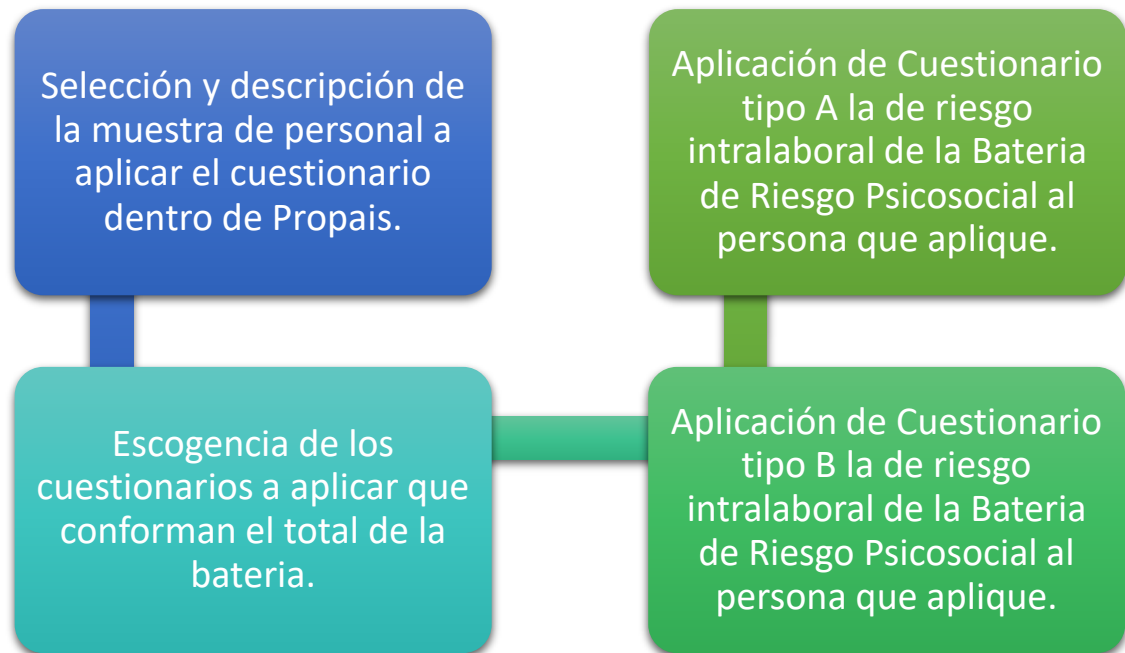 Selección y descripción de
la muestra de personal a
aplicar el cuestionario
dentro de Propais.
Escogencia de los
cuestionarios a aplicar que
conforman el total de la
bateria.
Aplicación de Cuestionario
tipo B la de riesgo
intralaboral de la Bateria
de Riesgo Psicosocial al
persona que aplique.
Aplicación de Cuestionario
tipo A la de riesgo
intralaboral de la Bateria
de Riesgo Psicosocial al
persona que aplique.